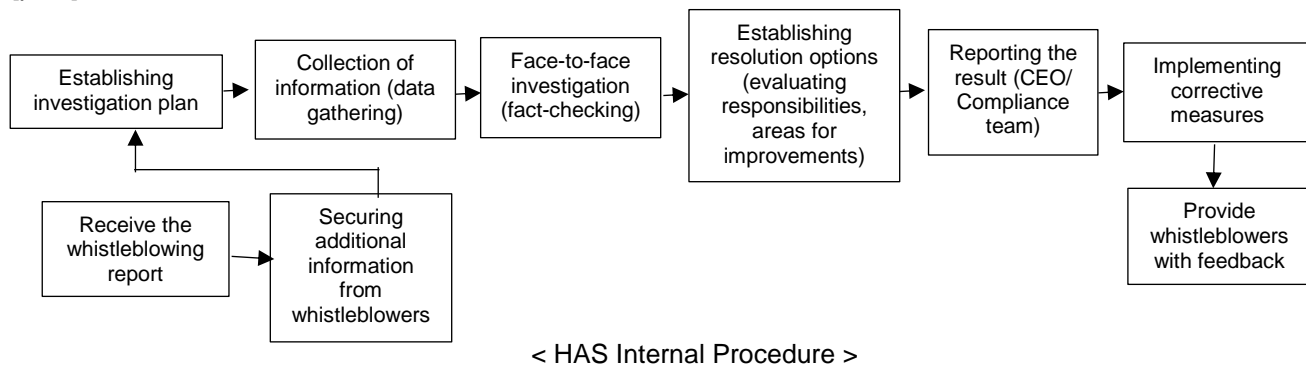 Establishing
investigation plan
Collection of
information (data
gathering)
Face-to-face
investigation
(fact-checking)
Establishing
resolution options
(evaluating
responsibilities,
areas for
improvements)
Reporting the
result (CEO/
Compliance
team)
Implementing
corrective
measures
Receive the
whistleblowing
report
Securing
additional
information
from
whistleblowers
Provide
whistleblowers
with feedback
< HAS Internal Procedure >